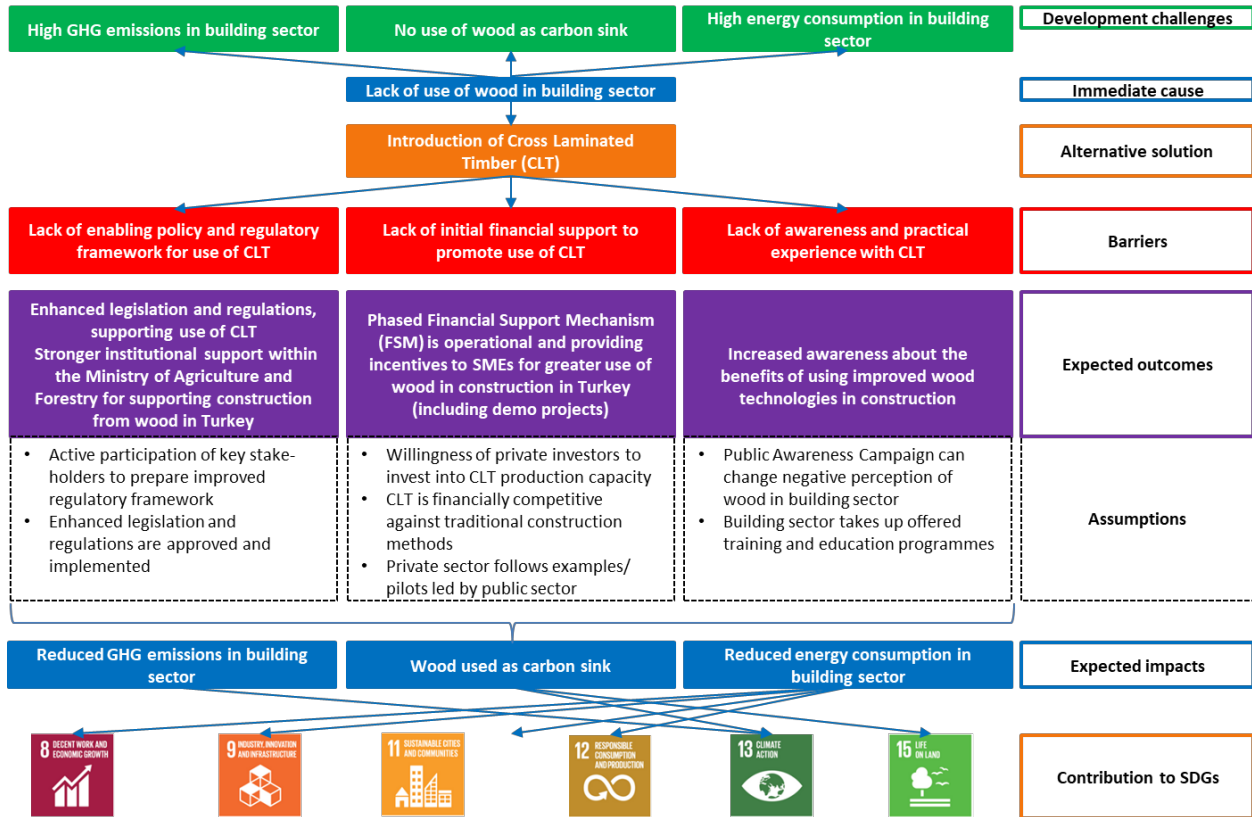 High GHG emissions in building sector
No use of wood as carbon sink
High energy consumption in building
sector
Development challenges
Lack of use of wood in building sector
Immediate cause
Introduction of Cross Laminated
Timber (CLT)
Alternative solution
Lack of enabling policy and regulatory
framework for use of CLT
Lack of initial financial support to
promote use of CLT
Lack of awareness and practical
experience with CLT
Barriers
Enhanced legislation and regulations,
supporting use of CLT
Stronger institutional support within
the Ministry of Agriculture and
Forestry for supporting construction
from wood in Turkey
Phased Financial Support Mechanism
(FSM) is operational and providing
incentives to SMEs for greater use of
wood in construction in Turkey
(including demo projects)
Increased awareness about the
benefits of using improved wood
technologies in construction
Expected outcomes
• Active participation of key stake-
holders to prepare improved
regulatory framework
• Enhanced legislation and
regulations are approved and
implemented
• Willingness of private investors to
invest into CLT production capacity
• CLT is financially competitive
against traditional construction
methods
• Private sector follows examples/
pilots led by public sector
• Public Awareness Campaign can
change negative perception of
wood in building sector
• Building sector takes up offered
training and education programmes
Assumptions
Reduced GHG emissions in building
sector
Wood used as carbon sink
Reduced energy consumption in
building sector
Expected impacts
8 DECENT WORK AND
ECONOMIC GROWTH
9 INDUSTRY, INNOVATION
AND INFRASTRUCTURE
11 SUSTAINABLE CITIES
AND COMMUNITIES
12 RESPONSIBLE
CONSUMPTION
AND PRODUCTION
13 CLIMATE
ACTION
15 LIFE
ON LAND
Contribution to SDGs